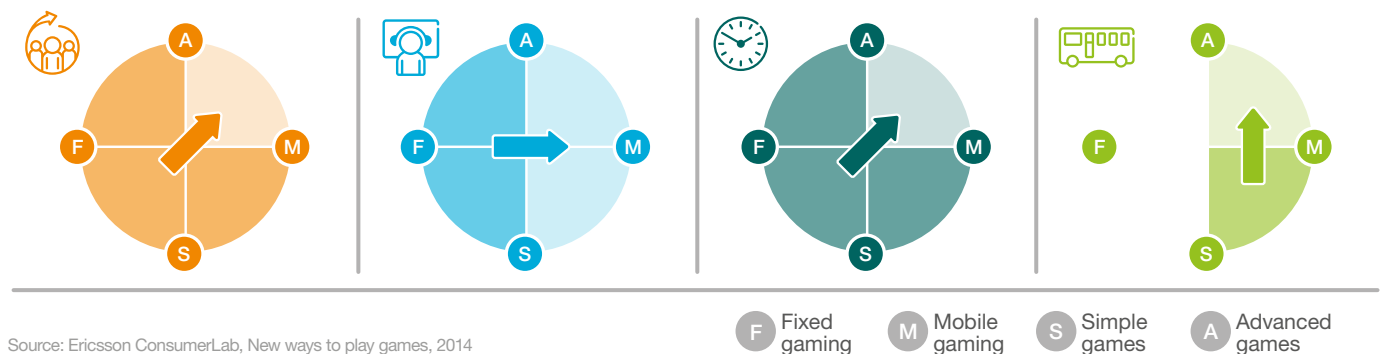 A
F
M
S
A
F
M
S
A
F
M
S
A
F
M
S
Source: Ericsson ConsumerLab, New ways to play games, 2014
F Fixed
gaming
M Mobile
gaming
S Simple
games
A Advanced
games